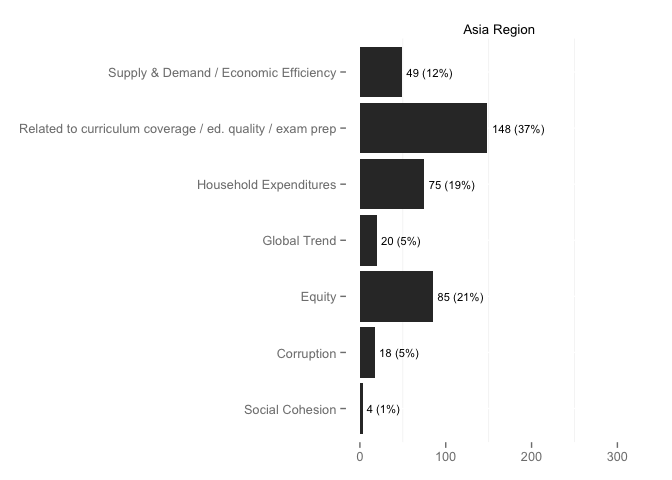 Asia Region
Supply & Demand / Economic Efficiency 49 (12%)
Related to curriculum coverage / ed. quality / exam prep 148 (37%)
Household Expenditures 75 (19%)
Global Trend 20 (5%)
Equity 85 (21%)
Corruption 18 (5%)
Social Cohesion 4 (1%)
0 100 200 300